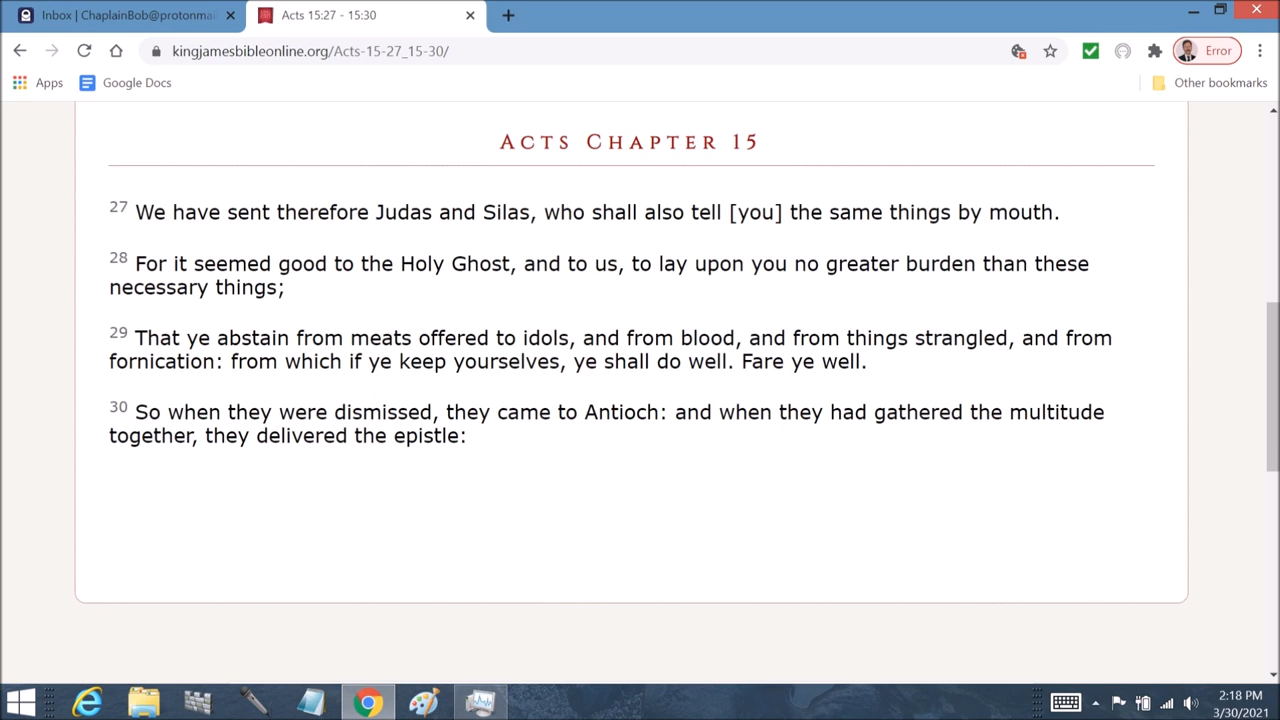 Inbox | ChaplainBob@protonmai
Acts 15:27 - 15:30
kingjamesbibleonline.org/Acts-15-27_15-30/
Error
Apps
Google Docs
Other bookmarks
Acts Chapter 15
27 We have sent therefore Judas and Silas, who shall also tell [you] the same things by mouth.
28 For it seemed good to the Holy Ghost, and to us, to lay upon you no greater burden than these
necessary things;
29 That ye abstain from meats offered to idols, and from blood, and from things strangled, and from
fornication: from which if ye keep yourselves, ye shall do well. Fare ye well.
30 So when they were dismissed, they came to Antioch: and when they had gathered the multitude
together, they delivered the epistle:
2:18 PM
3/30/2021